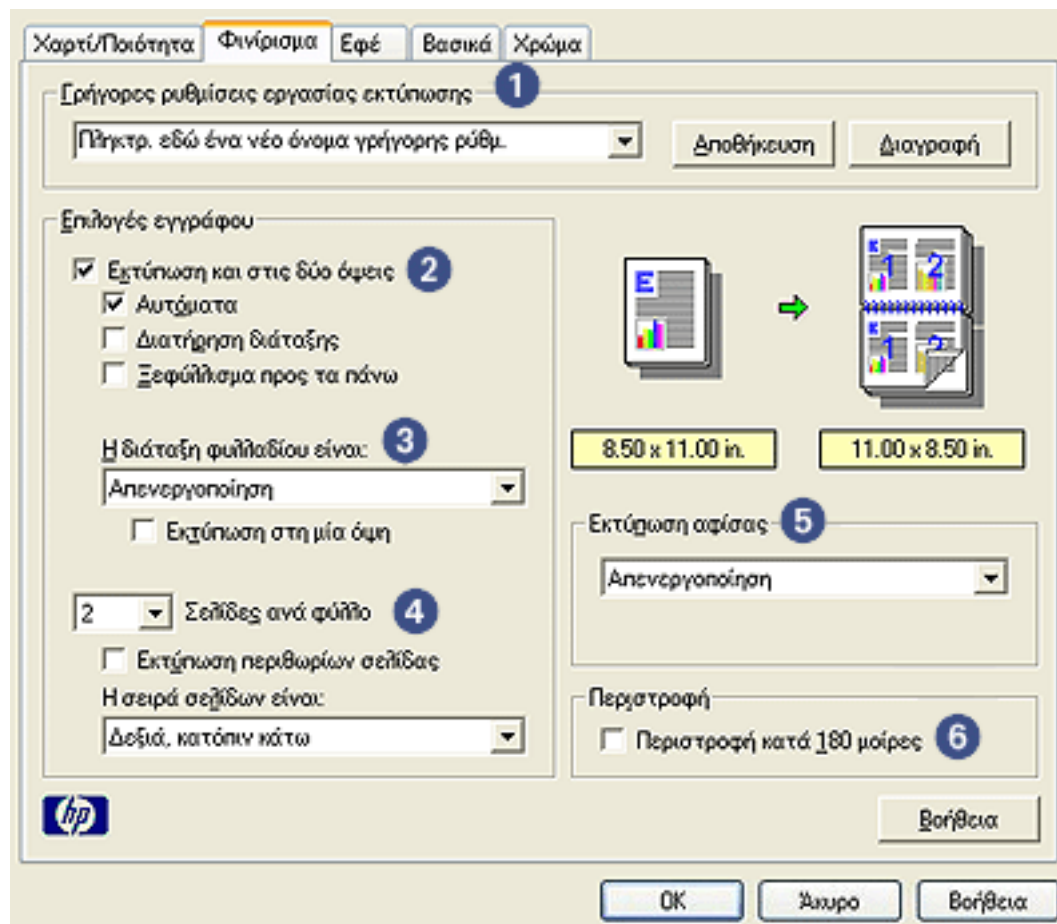 Χαρτί/Ποιότητα Φινίρισμα Εφέ Βασικά Χρώμα
Γρήγορες ρυθμίσεις εργασίας εκτύπωσης 1
Πληκτρ. εδώ ένα νέο όνομα γρήγορης ρύθμ. Αποθήκευση Διαγραφή
Επιλογές εγγράφου
Εκτύπωση και στις δύο όψεις 2
Αυτόματα
Διατήρηση διάταξης
Ξεφύλλισμα προς τα πάνω
E
1 2
1 2
8.50 x 11.00 in. 11.00 x 8.50 in.
Η διάταξη φυλλαδίου είναι: 3
Απενεργοποίηση
Εκτύπωση στη μία όψη
Εκτύπωση αφίσας 5
Απενεργοποίηση
2 Σελίδες ανά φύλλο 4
Εκτύπωση περιθωρίων σελίδας
Η σειρά σελίδων είναι:
Δεξιά, κατόπιν κάτω
Περιστροφή
Περιστροφή κατά 180 μοίρες 6
hp
Βοήθεια
OK Άκυρο Βοήθεια